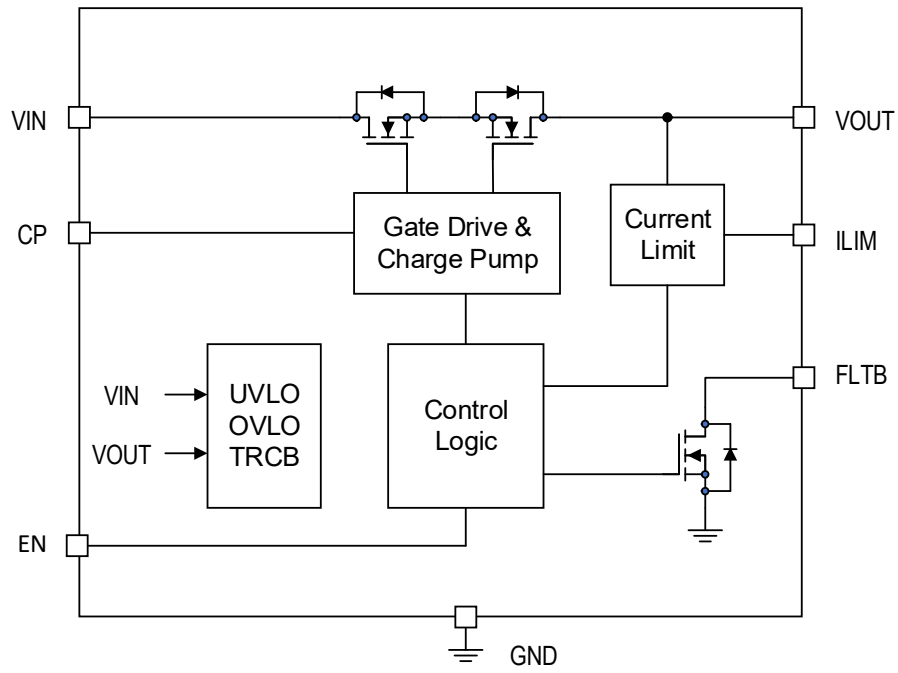 VIN
VOUT
CP
Gate Drive &
Charge Pump
Current
Limit
ILIM
FLTB
VIN
VOUT
UVLO
OVLO
TRCB
Control
Logic
EN
GND